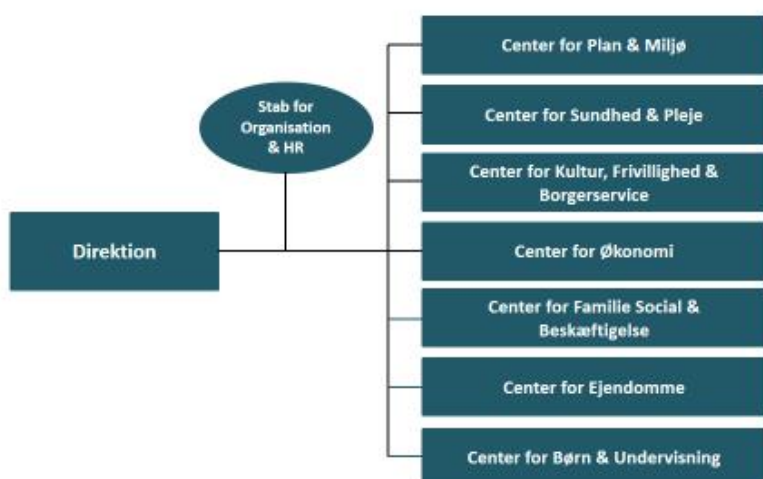 Direktion
Stab for
Organisation
& HR
Center for Plan & Miljø
Center for Sundhed & Pleje
Center for Kultur, Frivillighed &
Borgerservice
Center for Økonomi
Center for Familie Social &
Beskæftigelse
Center for Ejendomme
Center for Børn & Undervisning